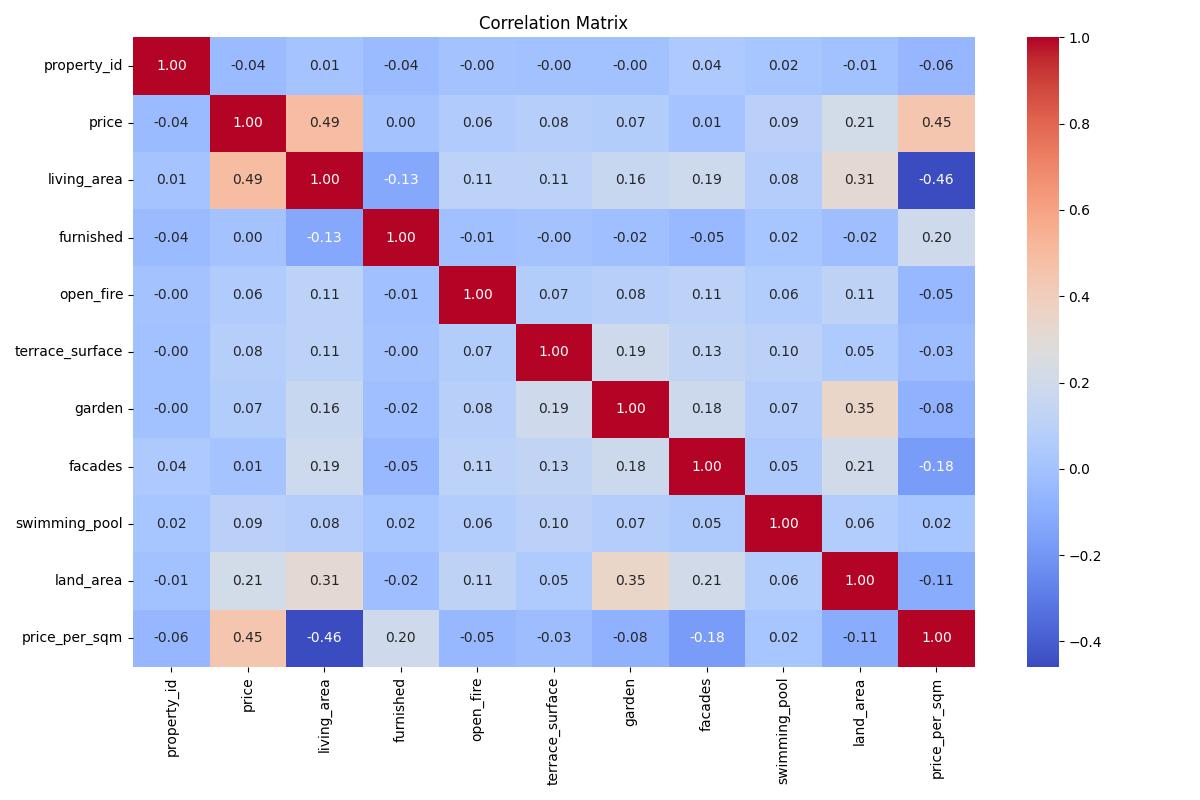 Correlation Matrix
property_id 1.00 -0.04 0.01 -0.04 -0.00 -0.00 -0.00 0.04 0.02 -0.01 -0.06
price -0.04 1.00 0.49 0.00 0.06 0.08 0.07 0.01 0.09 0.21 0.45
living_area 0.01 0.49 1.00 -0.13 0.11 0.11 0.16 0.19 0.08 0.31 -0.46
furnished -0.04 0.00 -0.13 1.00 -0.01 -0.00 -0.02 -0.05 0.02 -0.02 0.20
open_fire -0.00 0.06 0.11 -0.01 1.00 0.07 0.08 0.11 0.06 0.11 -0.05
terrace_surface -0.00 0.08 0.11 -0.00 0.07 1.00 0.19 0.13 0.10 0.05 -0.03
garden -0.00 0.07 0.16 -0.02 0.08 0.19 1.00 0.18 0.07 0.35 -0.08
facades 0.04 0.01 0.19 -0.05 0.11 0.13 0.18 1.00 0.05 0.21 -0.18
swimming_pool 0.02 0.09 0.08 0.02 0.06 0.10 0.07 0.05 1.00 0.06 0.02
land_area -0.01 0.21 0.31 -0.02 0.11 0.05 0.35 0.21 0.06 1.00 -0.11
price_per_sqm -0.06 0.45 -0.46 0.20 -0.05 -0.03 -0.08 -0.18 0.02 -0.11 1.00
property_id
price
living_area
furnished
open_fire
terrace_surface
garden
facades
swimming_pool
land_area
price_per_sqm
1.0
0.8
0.6
0.4
0.2
0.0
−0.2
−0.4